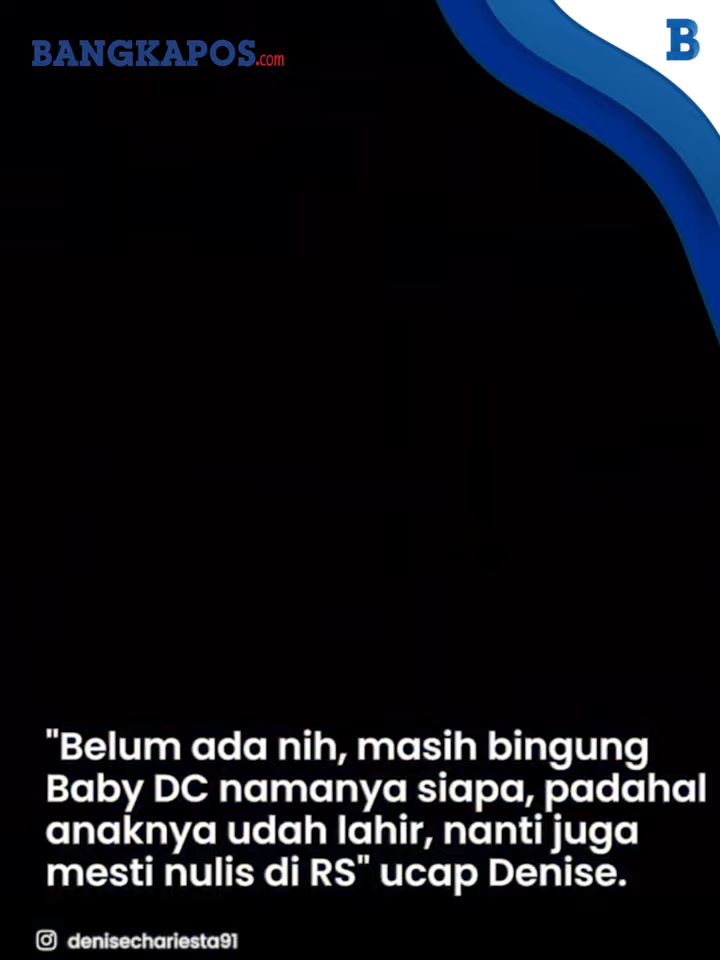 BANGKAPOS.com
B
"Belum ada nih, masih bingung
Baby DC namanya siapa, padahal
anaknya udah lahir, nanti juga
mesti nulis di RS" ucap Denise.
denisechariesta91